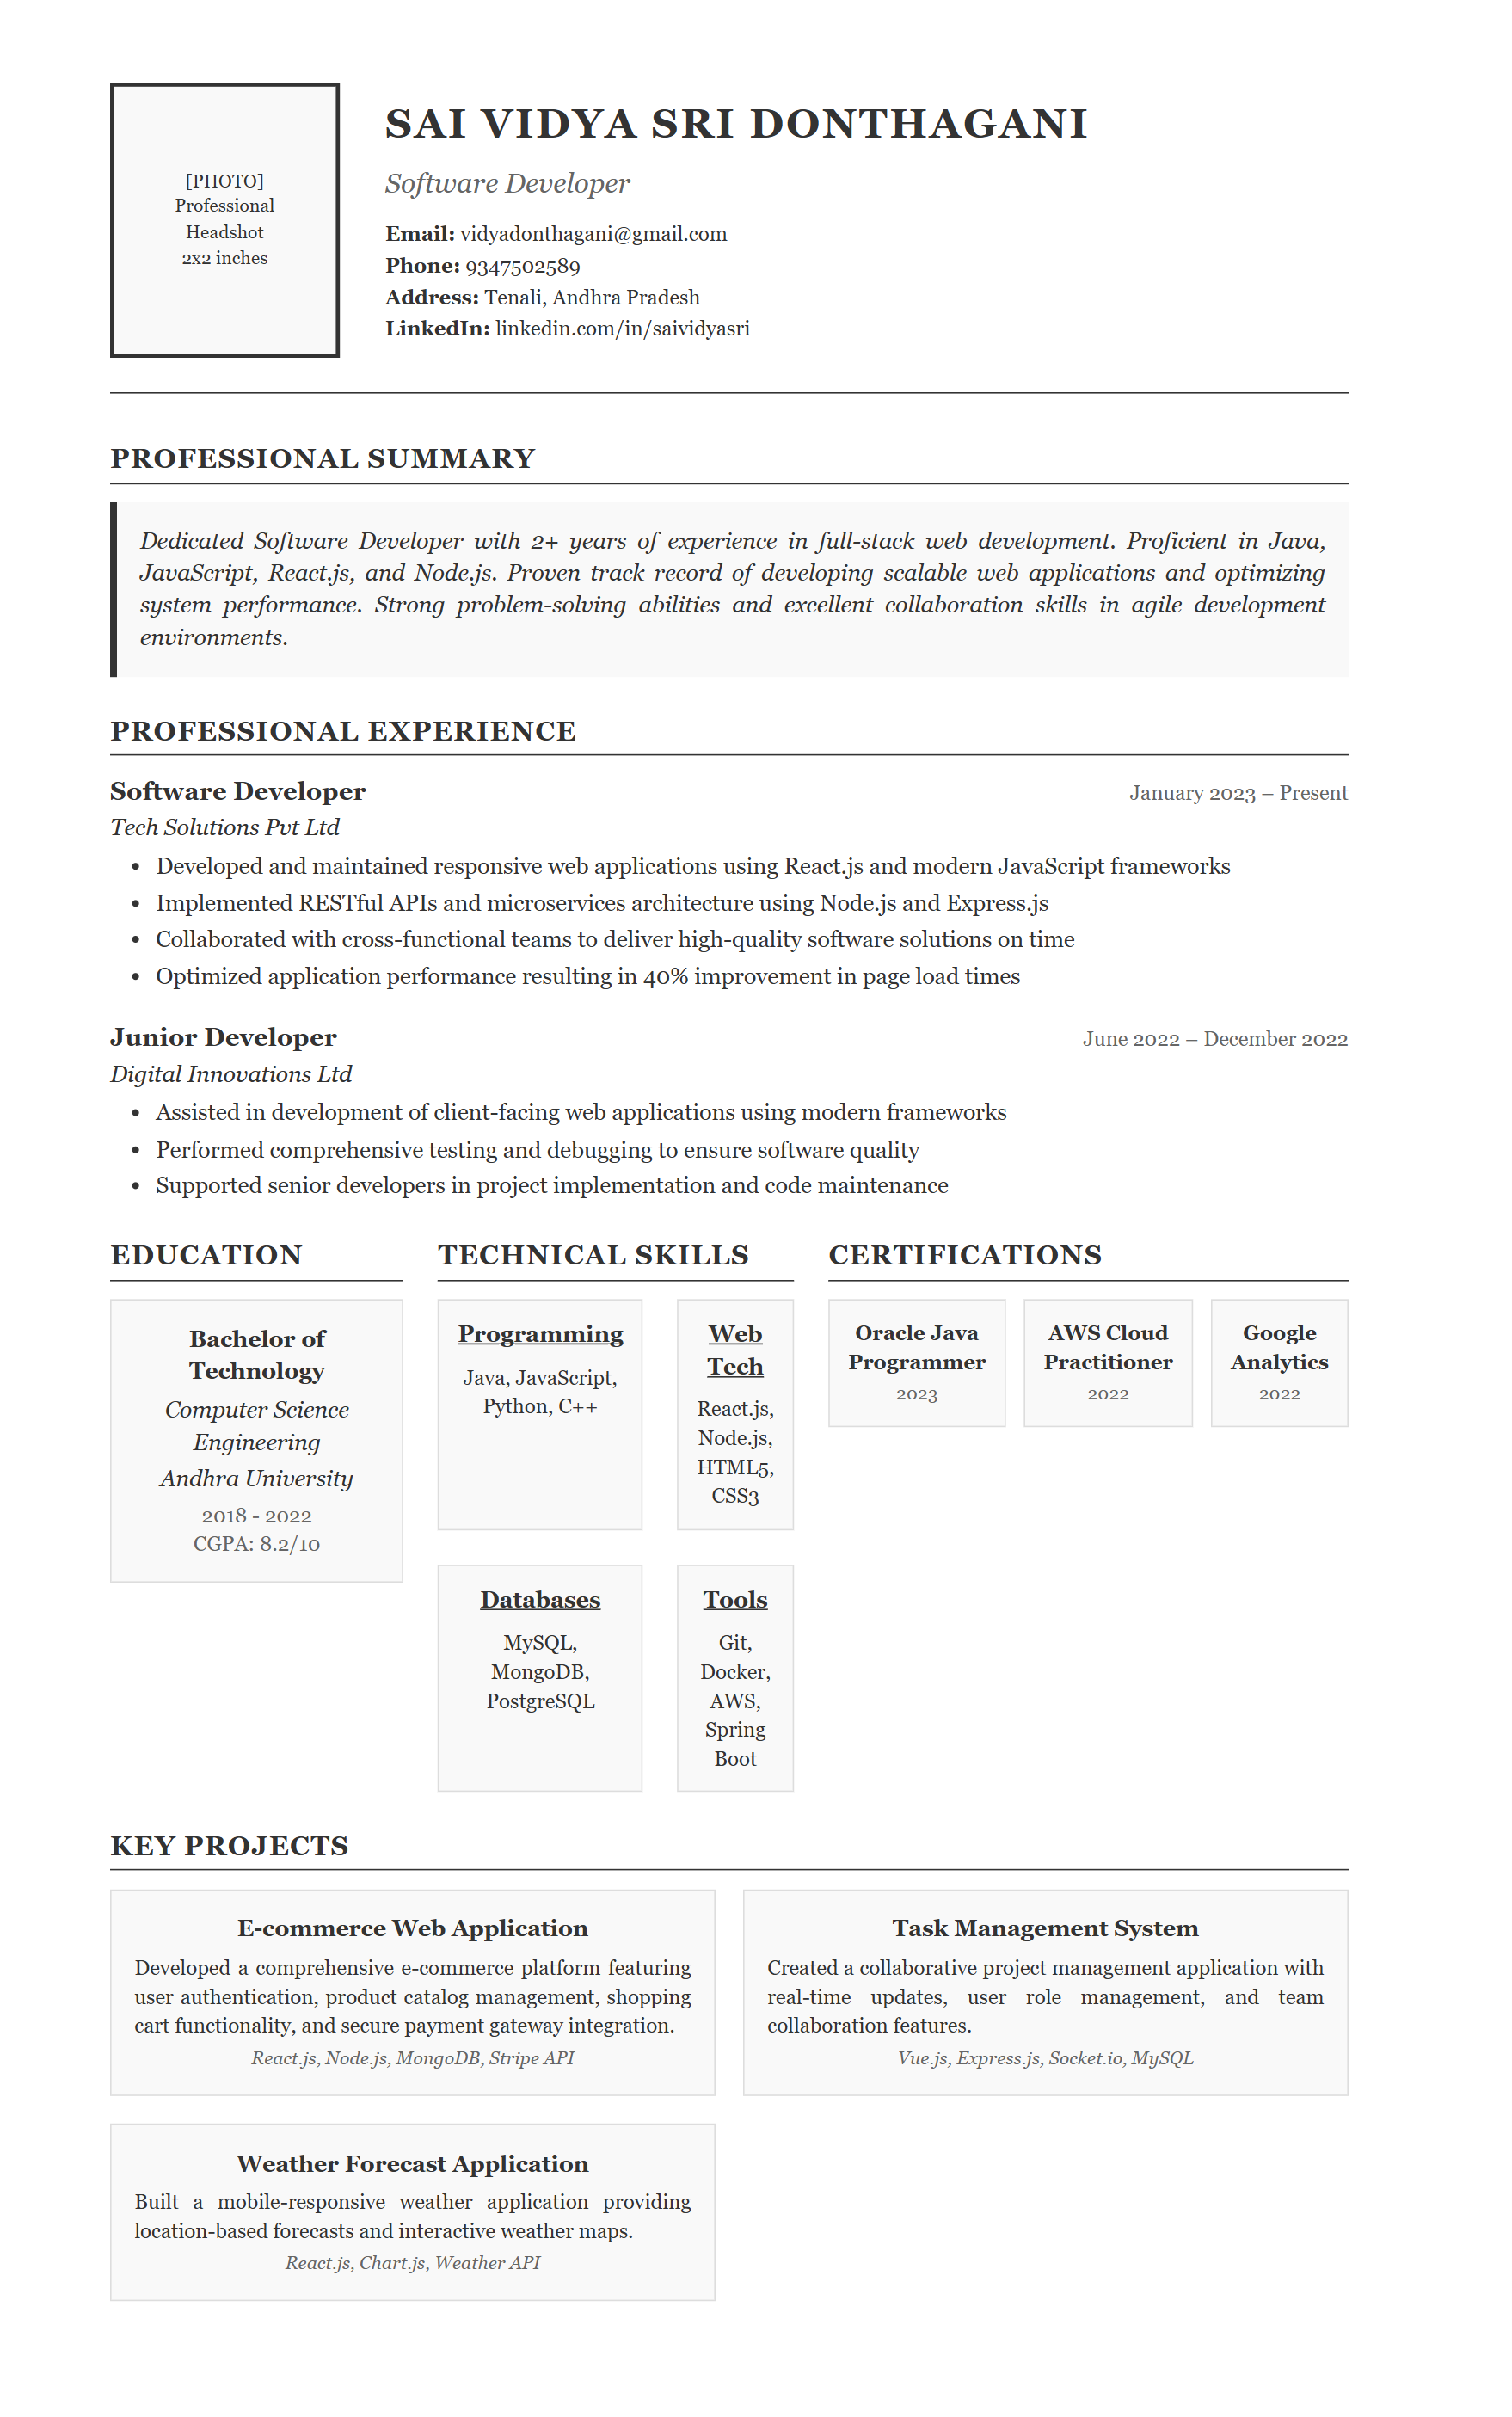 [PHOTO]
Professional
Headshot
2x2 inches
SAI VIDYA SRI DONTHAGANI
Software Developer
Email: vidyadonthagani@gmail.com
Phone: 9347502589
Address: Tenali, Andhra Pradesh
LinkedIn: linkedin.com/in/saividyasri
PROFESSIONAL SUMMARY
Dedicated Software Developer with 2+ years of experience in full-stack web development. Proficient in Java,
JavaScript, React.js, and Node.js. Proven track record of developing scalable web applications and optimizing
system performance. Strong problem-solving abilities and excellent collaboration skills in agile development
environments.
PROFESSIONAL EXPERIENCE
Software Developer January 2023 – Present
Tech Solutions Pvt Ltd
• Developed and maintained responsive web applications using React.js and modern JavaScript frameworks
• Implemented RESTful APIs and microservices architecture using Node.js and Express.js
• Collaborated with cross-functional teams to deliver high-quality software solutions on time
• Optimized application performance resulting in 40% improvement in page load times
Junior Developer June 2022 – December 2022
Digital Innovations Ltd
• Assisted in development of client-facing web applications using modern frameworks
• Performed comprehensive testing and debugging to ensure software quality
• Supported senior developers in project implementation and code maintenance
EDUCATION
Bachelor of
Technology
Computer Science
Engineering
Andhra University
2018 - 2022
CGPA: 8.2/10
TECHNICAL SKILLS
Programming
Java, JavaScript,
Python, C++
Web
Tech
React.js,
Node.js,
HTML5,
CSS3
Databases
MySQL,
MongoDB,
PostgreSQL
Tools
Git,
Docker,
AWS,
Spring
Boot
CERTIFICATIONS
Oracle Java
Programmer
2023
AWS Cloud
Practitioner
2022
Google
Analytics
2022
KEY PROJECTS
E-commerce Web Application
Developed a comprehensive e-commerce platform featuring
user authentication, product catalog management, shopping
cart functionality, and secure payment gateway integration.
React.js, Node.js, MongoDB, Stripe API
Task Management System
Created a collaborative project management application with
real-time updates, user role management, and team
collaboration features.
Vue.js, Express.js, Socket.io, MySQL
Weather Forecast Application
Built a mobile-responsive weather application providing
location-based forecasts and interactive weather maps.
React.js, Chart.js, Weather API